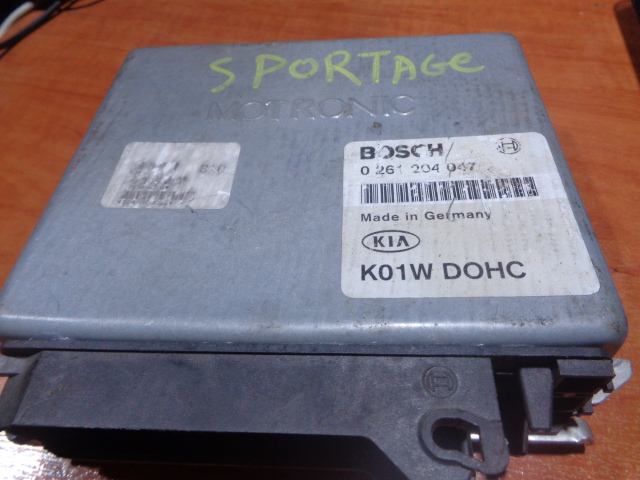 SPORTAGE
MOTRONIC
BOSCH
0 261 204 047
Made in Germany
KIA
K01W DOHC